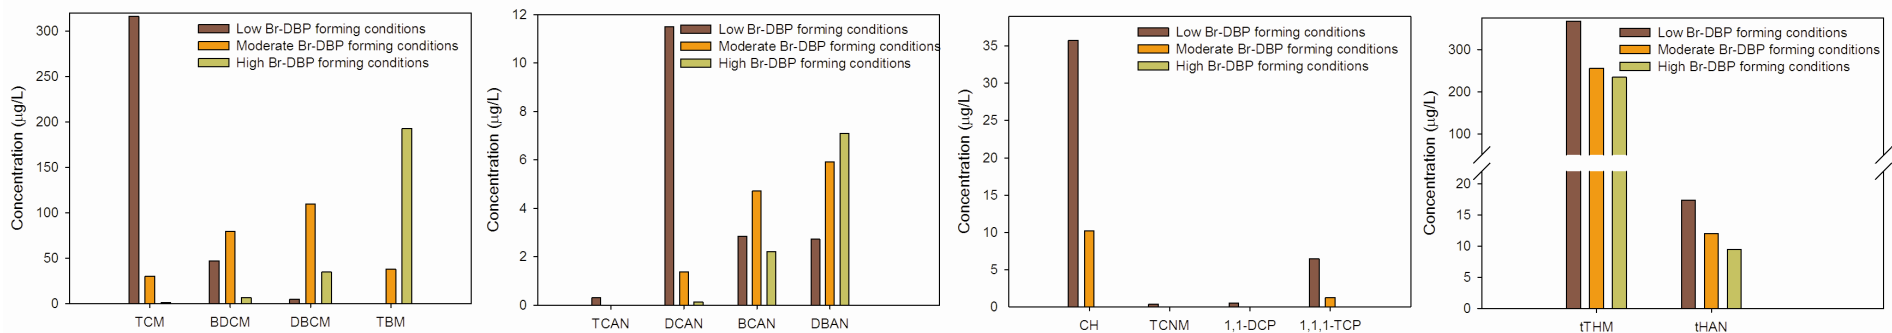 Concentration (µg/L)
300
250
200
150
100
50
0
Low Br-DBP forming conditions
Moderate Br-DBP forming conditions
High Br-DBP forming conditions
TCM BDCM DBCM TBM
Concentration (µg/L)
12
10
8
6
4
2
0
Low Br-DBP forming conditions
Moderate Br-DBP forming conditions
High Br-DBP forming conditions
TCAN DCAN BCAN DBAN
Concentration (µg/L)
35
30
25
20
15
10
5
0
Low Br-DBP forming conditions
Moderate Br-DBP forming conditions
High Br-DBP forming conditions
CH TCNM 1,1-DCP 1,1,1-TCP
Concentration (µg/L)
300
200
100
20
15
10
5
0
Low Br-DBP forming conditions
Moderate Br-DBP forming conditions
High Br-DBP forming conditions
tTHM tHAN